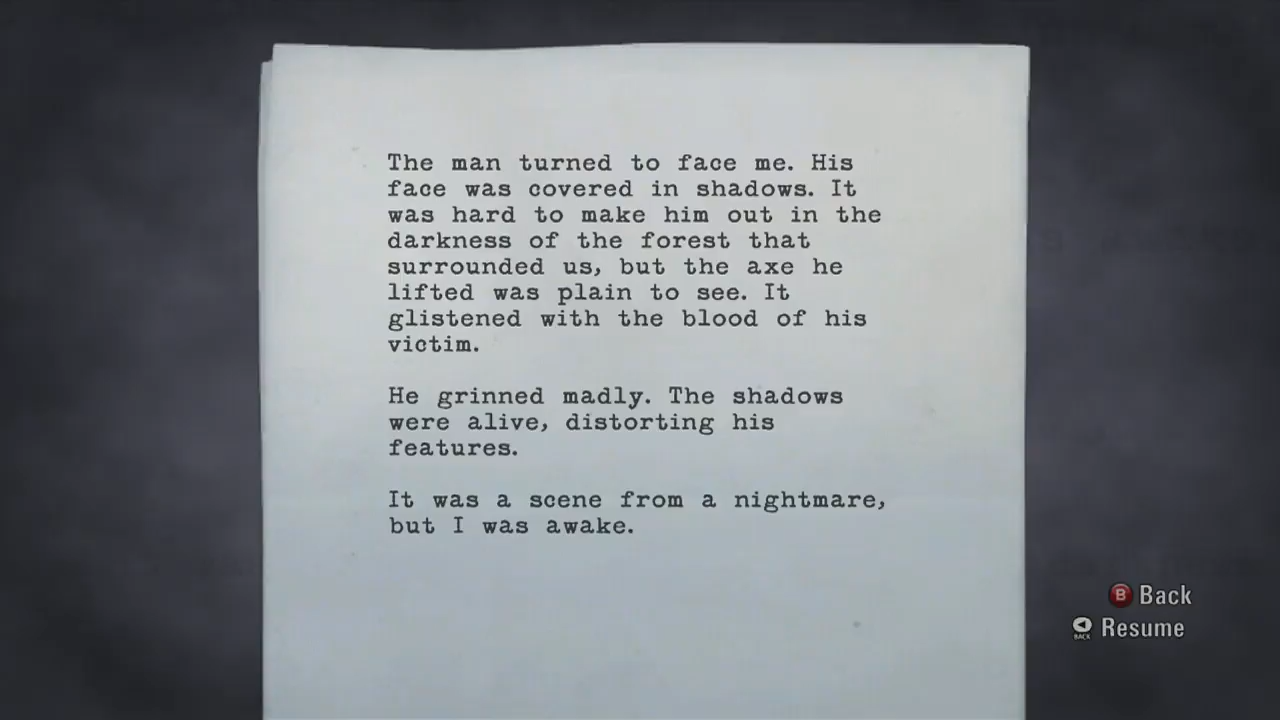 The man turned to face me. His
face was covered in shadows. It
was hard to make him out in the
darkness of the forest that
surrounded us, but the axe he
lifted was plain to see. It
glistened with the blood of his
victim.
He grinned madly. The shadows
were alive, distorting his
features.
It was a scene from a nightmare,
but I was awake.
B Back
BACK Resume